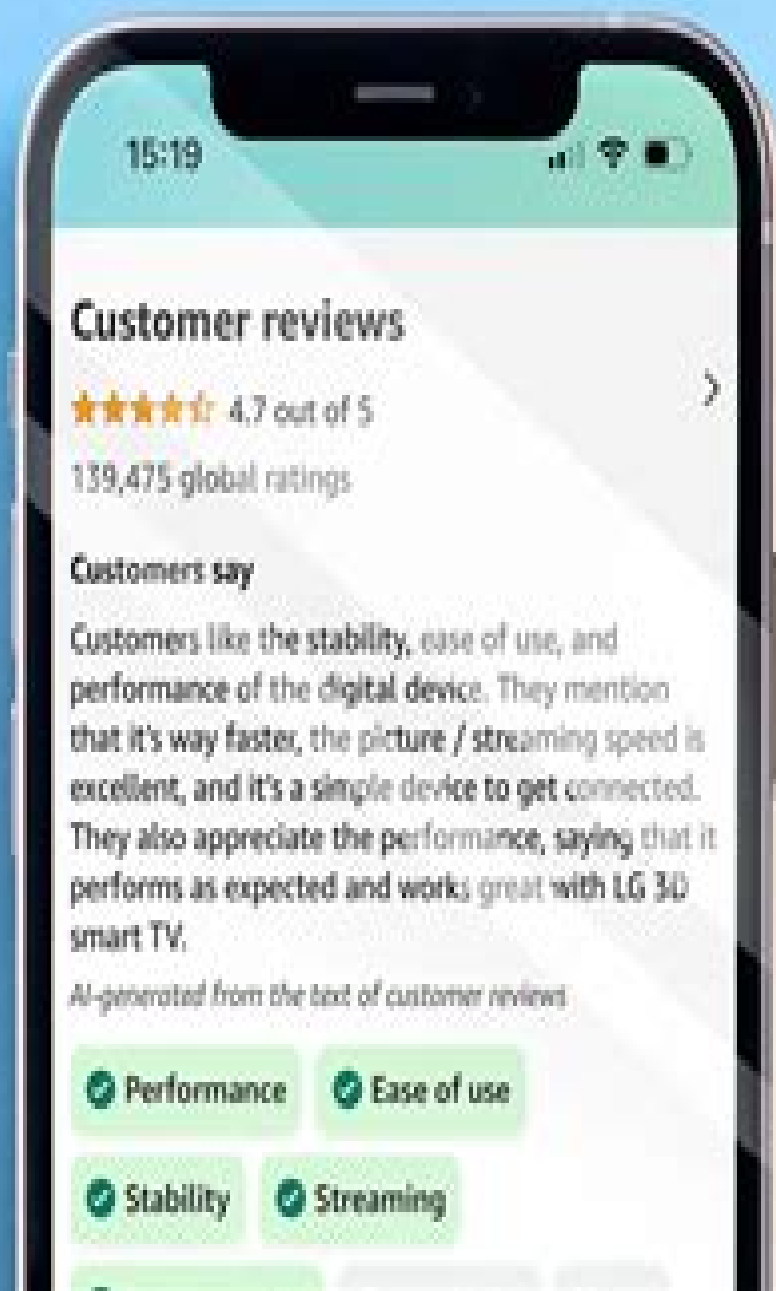 15:19
Customer reviews
4.7 out of 5
139,475 global ratings
Customers say
Customers like the stability, ease of use, and
performance of the digital device. They mention
that it's way faster, the picture / streaming speed is
excellent, and it's a simple device to get connected.
They also appreciate the performance, saying that it
performs as expected and works great with LG 3D
smart TV.
AI-generated from the text of customer reviews
Performance Ease of use
Stability Streaming